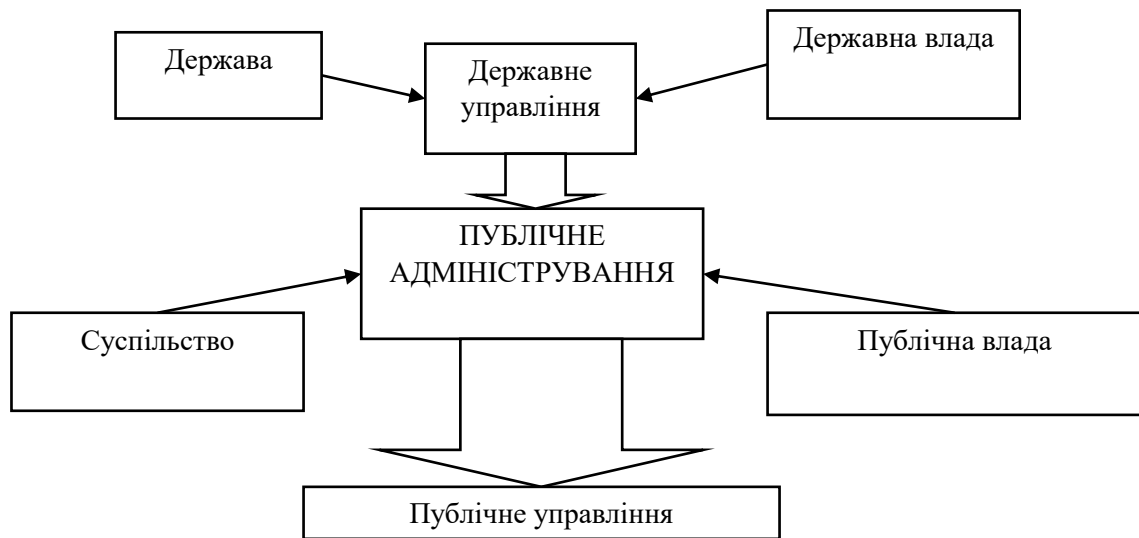 Держава
Державне
управління
Державна влада
ПУБЛІЧНЕ
АДМІНІСТРУВАННЯ
Суспільство
Публічна влада
Публічне управління